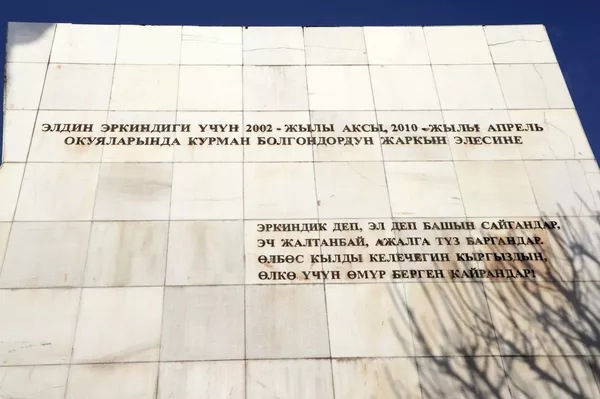 ЭЛДИН ЭРКИНДИГИ ҮЧҮН 2002 - ЖЫЛЫ АКСЫ, 2010 - ЖЫЛЫ АПРЕЛЬ
ОКУЯЛАРЫНДА КУРМАН БОЛГОНДОРДУН ЖАРКЫН ЭЛЕСИНЕ
ЭРКИНДИК ДЕП, ЭЛ ДЕП БАШЫН САЙГАНДАР,
ЭЧ ЖАЛТАНБАЙ, АЖАЛГА ТҮЗ БАРГАНДАР.
ӨЛБӨС КЫЛДЫ КЕЛЕЧЕГИН КЫРГЫЗДЫН,
ӨЛКӨ ҮЧҮН ӨМҮР БЕРГЕН КАЙРАНДАР!